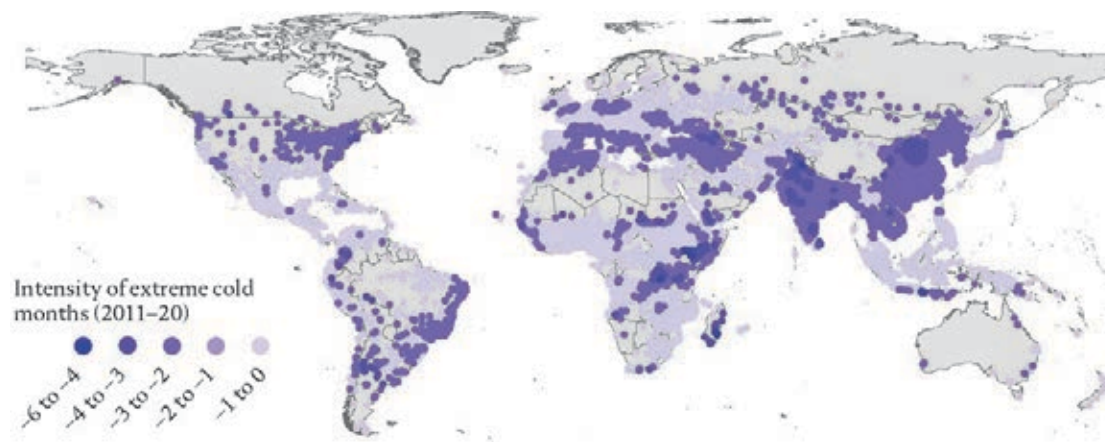 Intensity of extreme cold
months (2011–20)
−6 to −4
−4 to −3
−3 to −2
−2 to −1
−1 to 0